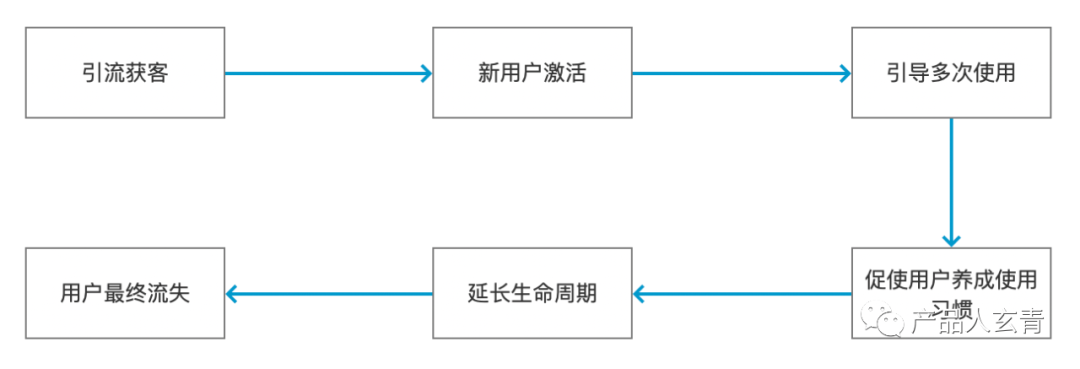 引流获客
新用户激活
引导多次使用
用户最终流失
延长生命周期
促使用户养成使用
习惯
产品人玄青